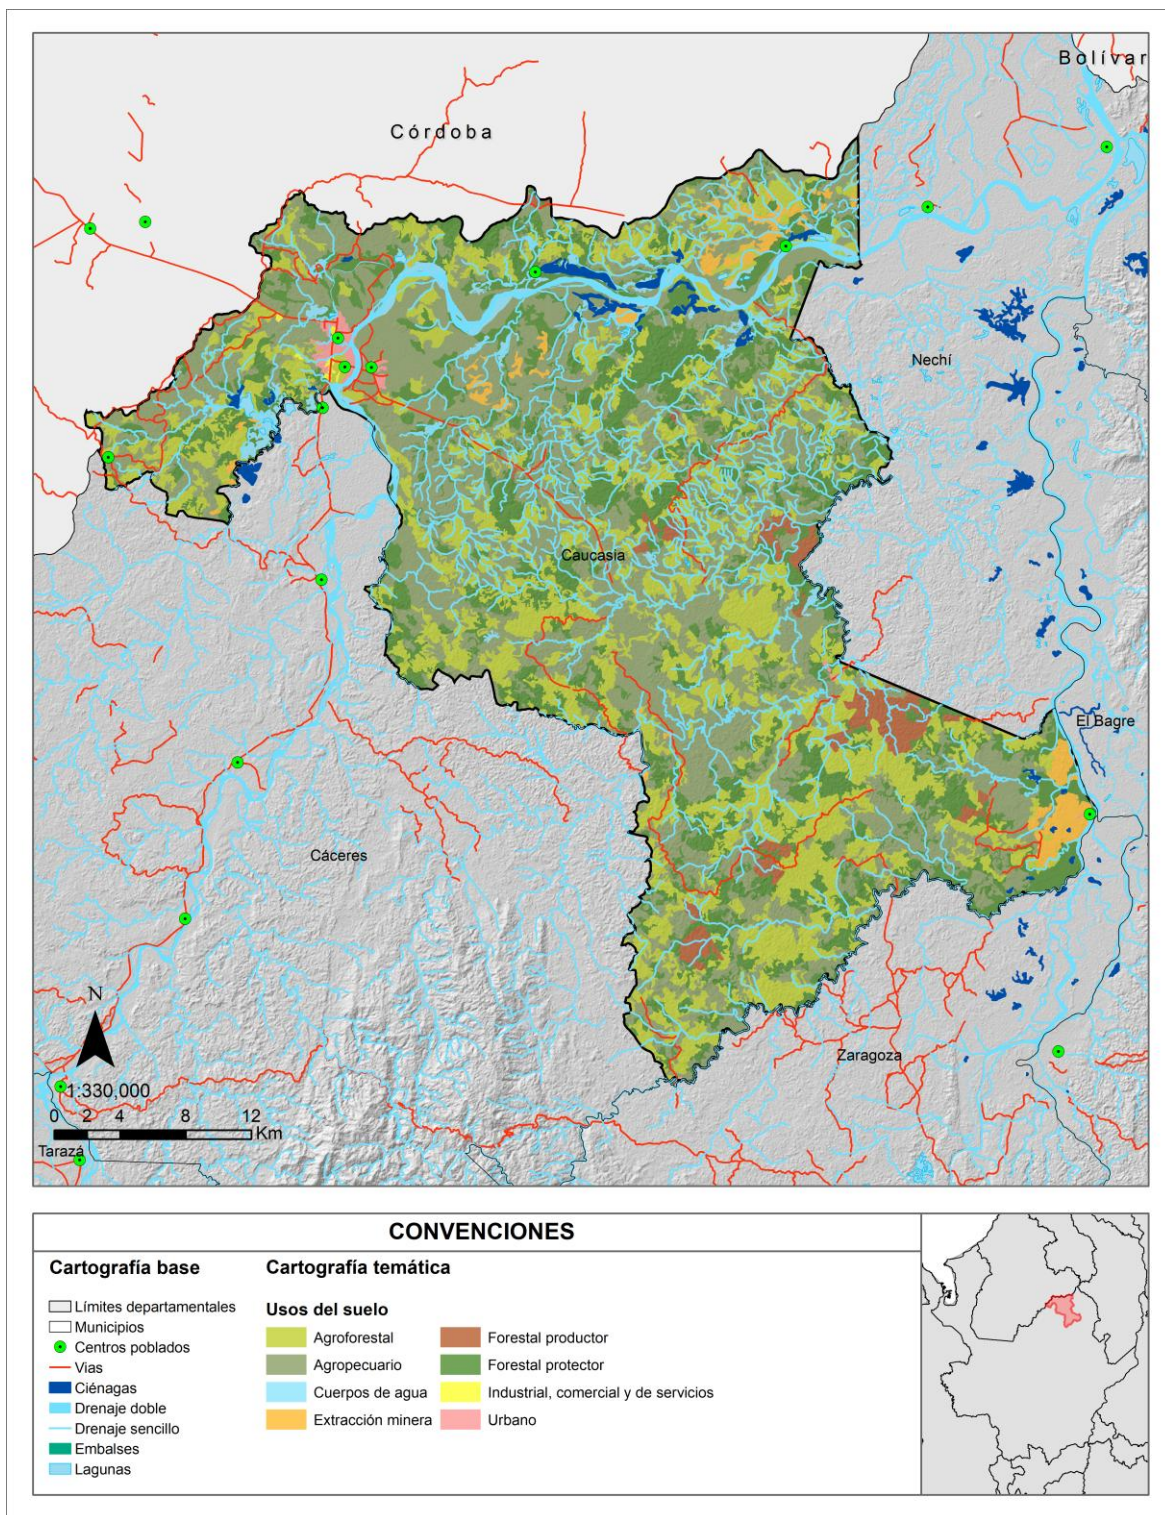 Bolívar
Córdoba
Nechí
Caucasia
El Bagre
Cáceres
N
Zaragoza
1:330,000
0 2 4 8 12
Km
Tarazá
CONVENCIONES
Cartografía base
Límites departamentales
Municipios
Centros poblados
Vias
Ciénagas
Drenaje doble
Drenaje sencillo
Embalses
Lagunas
Cartografía temática
Usos del suelo
Agroforestal
Agropecuario
Cuerpos de agua
Extracción minera
Forestal productor
Forestal protector
Industrial, comercial y de servicios
Urbano